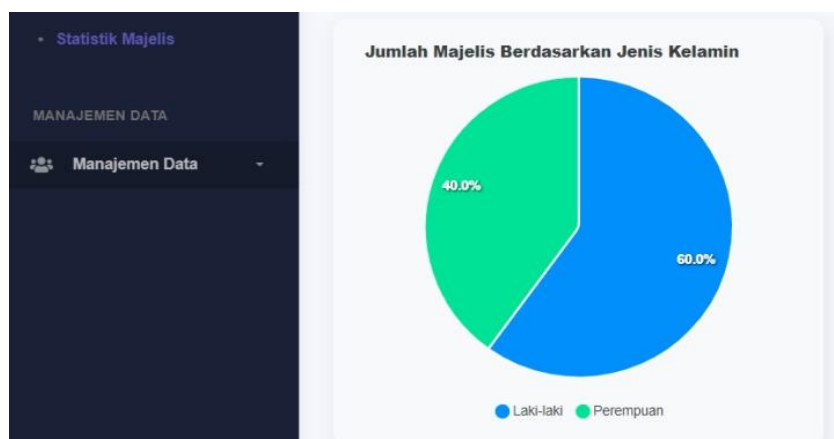 Statistik Majelis
MANAJEMEN DATA
Manajemen Data
Jumlah Majelis Berdasarkan Jenis Kelamin
40.0%
60.0%
Laki-laki Perempuan